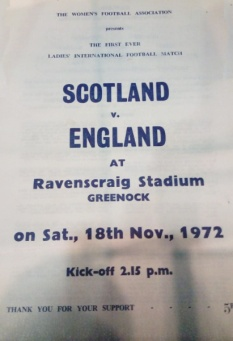 THE WOMEN'S FOOTBALL ASSOCIATION
presents
THE FIRST EVER
LADIES' INTERNATIONAL FOOTBALL MATCH
SCOTLAND
v.
ENGLAND
AT
Ravenscraig Stadium
GREENOCK
on Sat., 18th Nov., 1972
Kick-off 2.15 p.m.
THANK YOU FOR YOUR SUPPORT - - - -